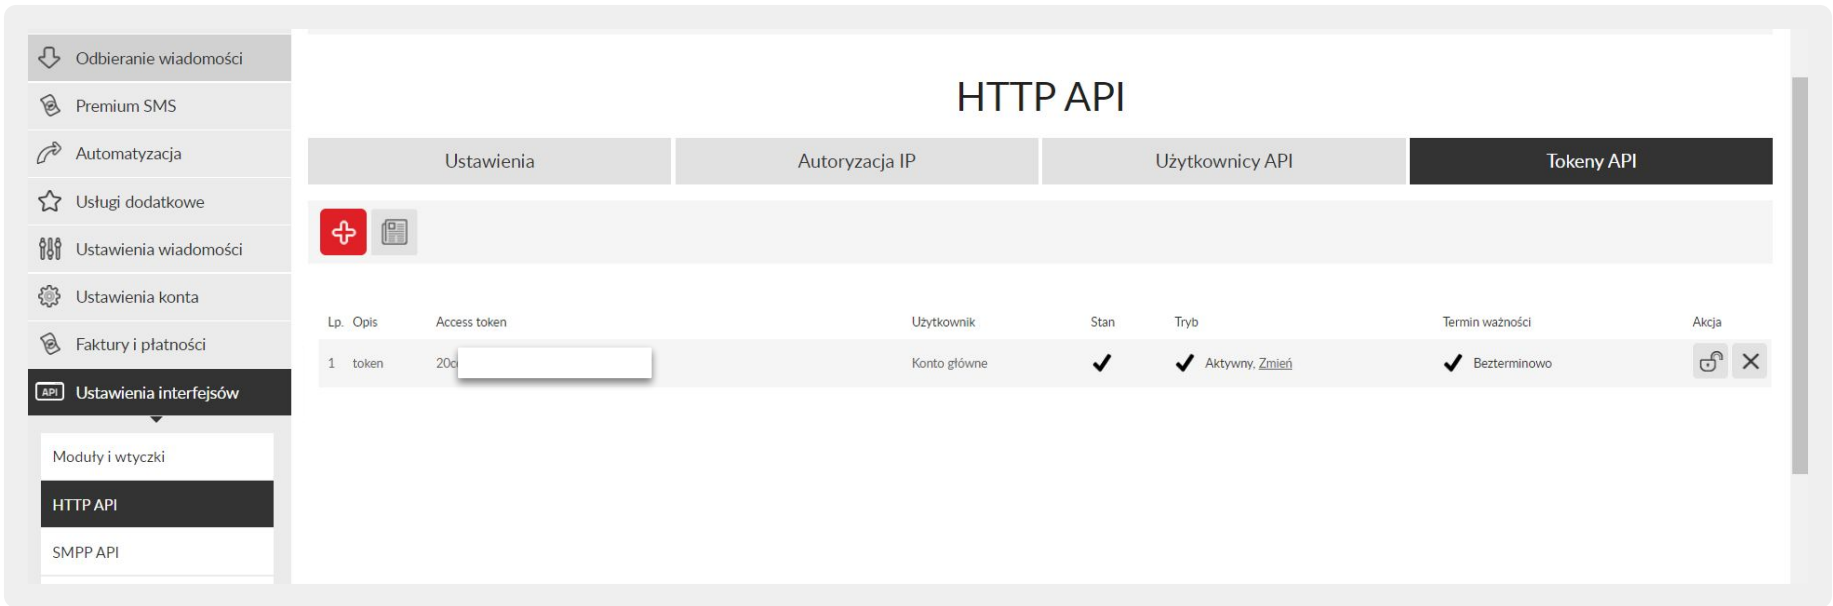 Odbieranie wiadomości
Premium SMS
Automatyzacja
Usługi dodatkowe
Ustawienia wiadomości
Ustawienia konta
Faktury i płatności
API Ustawienia interfejsów
Moduły i wtyczki
HTTP API
SMPP API
HTTP API
Ustawienia Autoryzacja IP Użytkownicy API Tokeny API
Lp. Opis Access token Użytkownik Stan Tryb Termin ważności Akcja
1 token 20c Konto główne Aktywny, Zmień Bezterminowo